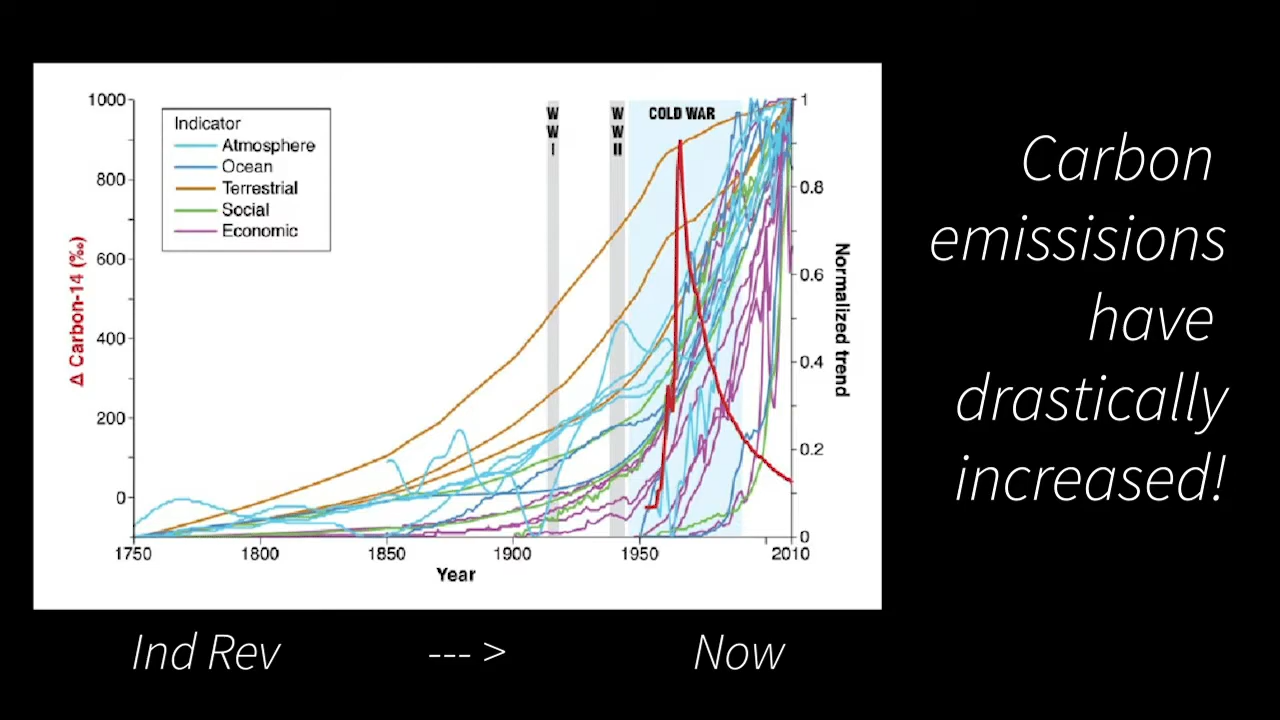 1000
800
600
400
200
0
Δ Carbon-14 (‰)
Indicator
Atmosphere
Ocean
Terrestrial
Social
Economic
W
W
I
W
W
II
COLD WAR
1
0.8
0.6
0.4
0.2
0
Normalized trend
1750
1800
1850
1900
1950
2010
Year
Carbon
emissisions
have
drastically
increased!
Ind Rev
--- >
Now